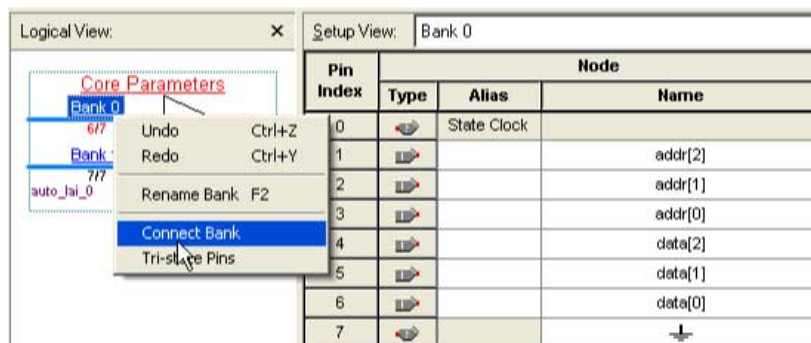 Logical View:
Setup View: Bank 0
Core Parameters
Bank 0
6/7
Bank
7/7
auto_lai_0
Undo Ctrl+Z
Redo Ctrl+Y
Rename Bank F2
Connect Bank
Tri-state Pins
Pin Index Node
Type Alias Name
0 State Clock
1 addr[2]
2 addr[1]
3 addr[0]
4 data[2]
5 data[1]
6 data[0]
7